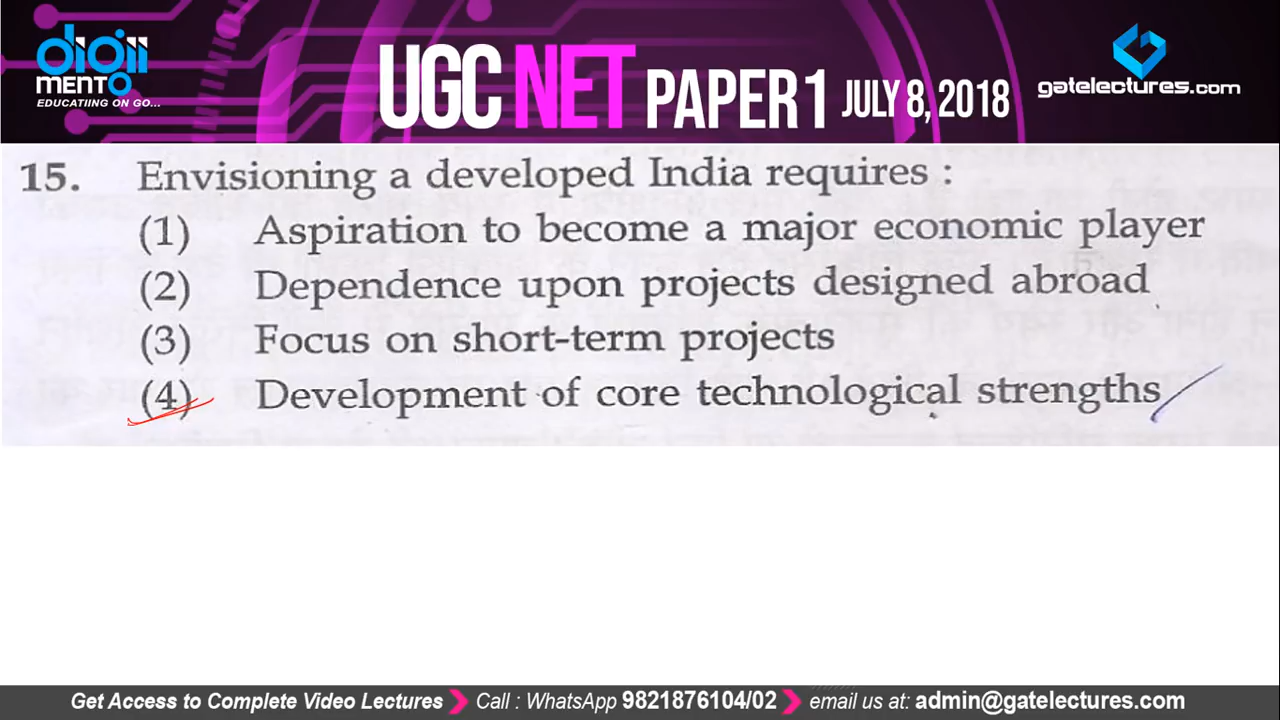 digii
MENTO
EDUCATIING ON GO...
UGC NET PAPER 1 JULY 8, 2018
gatelectures.com
15. Envisioning a developed India requires :
(1) Aspiration to become a major economic player
(2) Dependence upon projects designed abroad
(3) Focus on short-term projects
(4) Development of core technological strengths
Get Access to Complete Video Lectures Call : WhatsApp 9821876104/02 email us at: admin@gatelectures.com